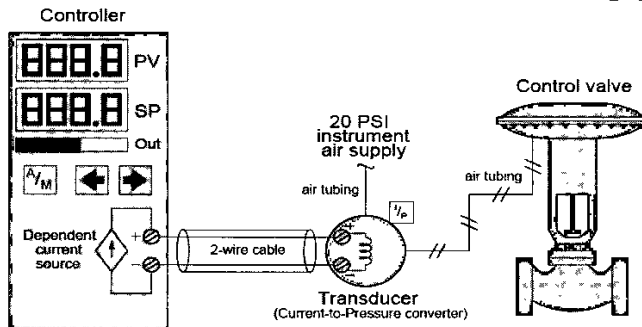 Controller
888.8 PV
888.8 SP
Out
A/M
Dependent
current
source
+
-
2-wire cable
20 PSI
instrument
air supply
air tubing
I/P
+
-
Transducer
(Current-to-Pressure converter)
air tubing
Control valve